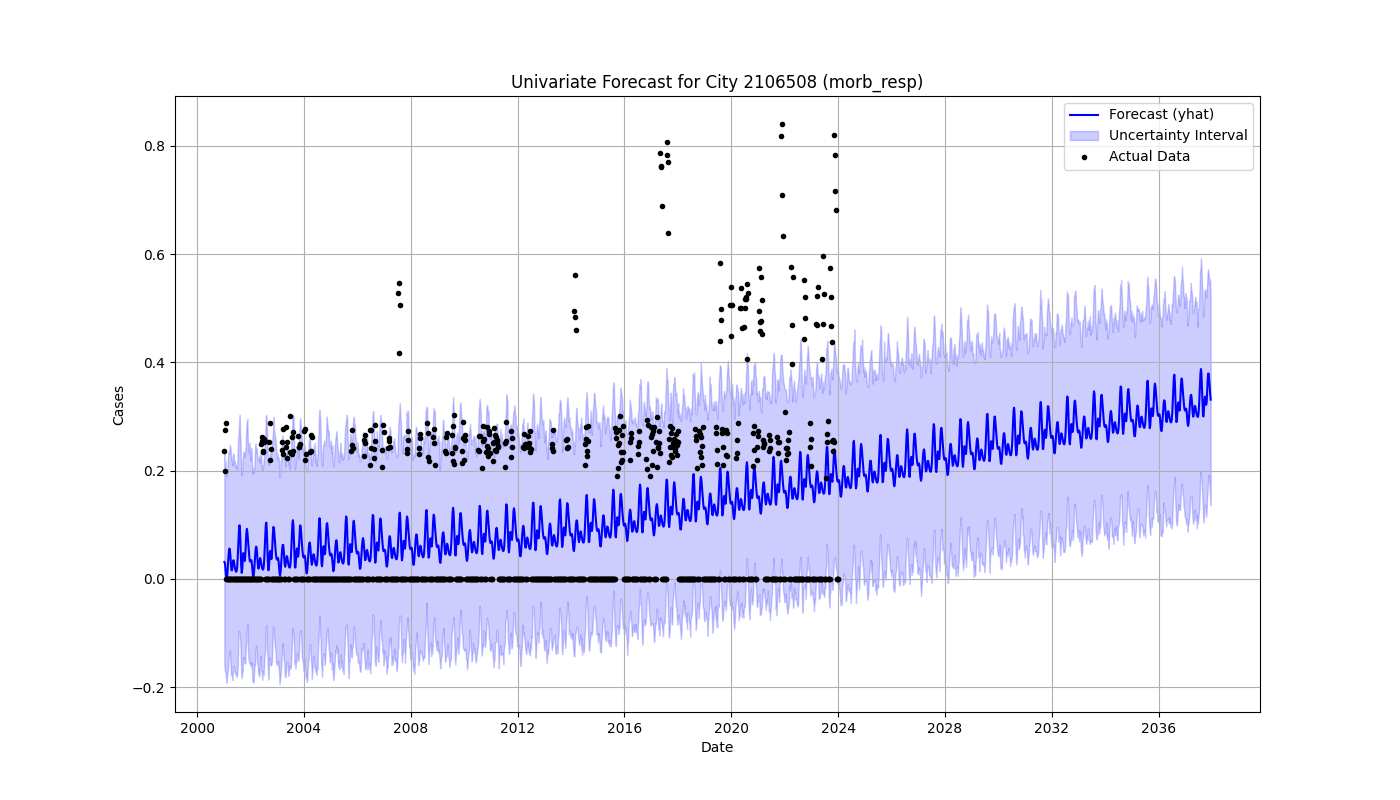 Univariate Forecast for City 2106508 (morb_resp)
Forecast (yhat)
Uncertainty Interval
Actual Data
Cases
0.8
0.6
0.4
0.2
0.0
−0.2
2000 2004 2008 2012 2016 2020 2024 2028 2032 2036
Date